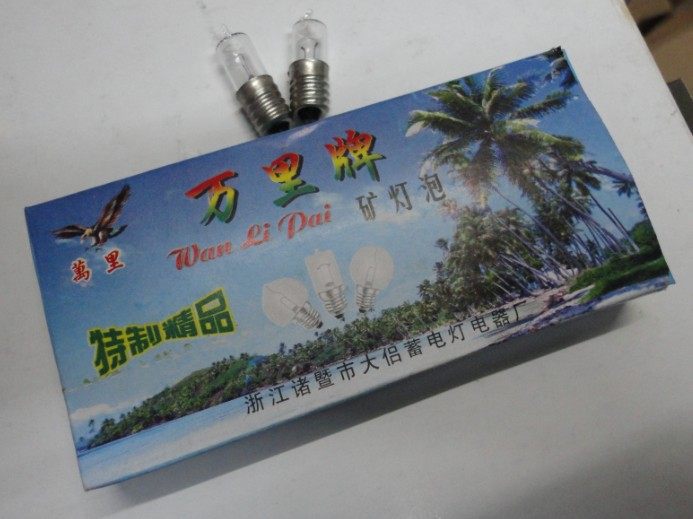 万里牌
Wan Li Pai
矿灯泡
萬里
特制精品
浙江诸暨市大侣蓄电灯电器厂